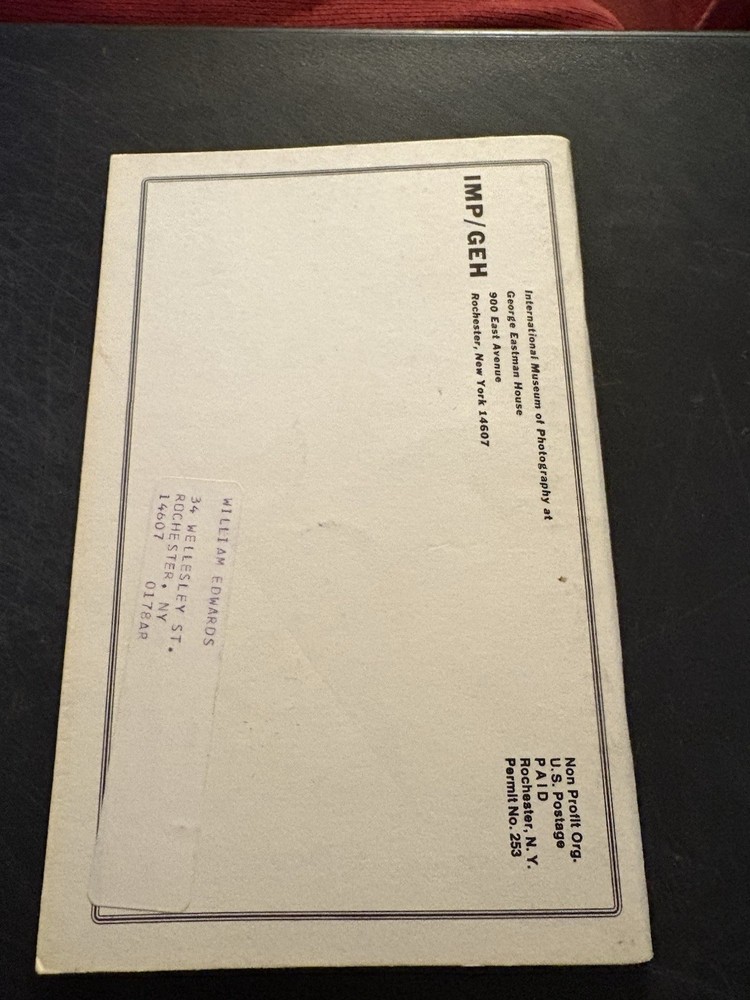 IMP/GEH
International Museum of Photography at
George Eastman House
900 East Avenue
Rochester, New York 14607
Non Profit Org.
U.S. Postage
PAID
Rochester, N. Y.
Permit No. 253
WILLIAM EDWARDS
34 WELLESLEY ST.
ROCHESTER, NY
14607 0178AR